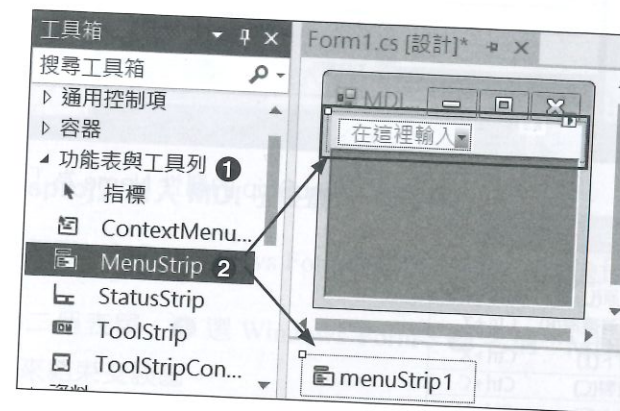 工具箱
搜尋工具箱
通用控制項
容器
功能表與工具列 1
指標
ContextMenu...
MenuStrip 2
StatusStrip
ToolStrip
ToolStripCon...
Form1.cs [設計]*
MDI
在這裡輸入
menuStrip1